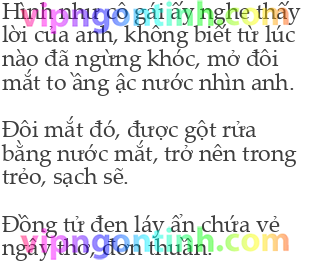 Hình như cô gái ấy nghe thấy
lời của anh, không biết từ lúc
nào đã ngừng khóc, mở đôi
mắt to ầng ậc nước nhìn anh.
Đôi mắt đó, được gột rửa
bằng nước mắt, trở nên trong
trẻo, sạch sẽ.
Đồng tử đen láy ẩn chứa vẻ
ngây thơ, đơn thuần.
vipngontinh.com
vipngontinh.com
vipngontinh.com